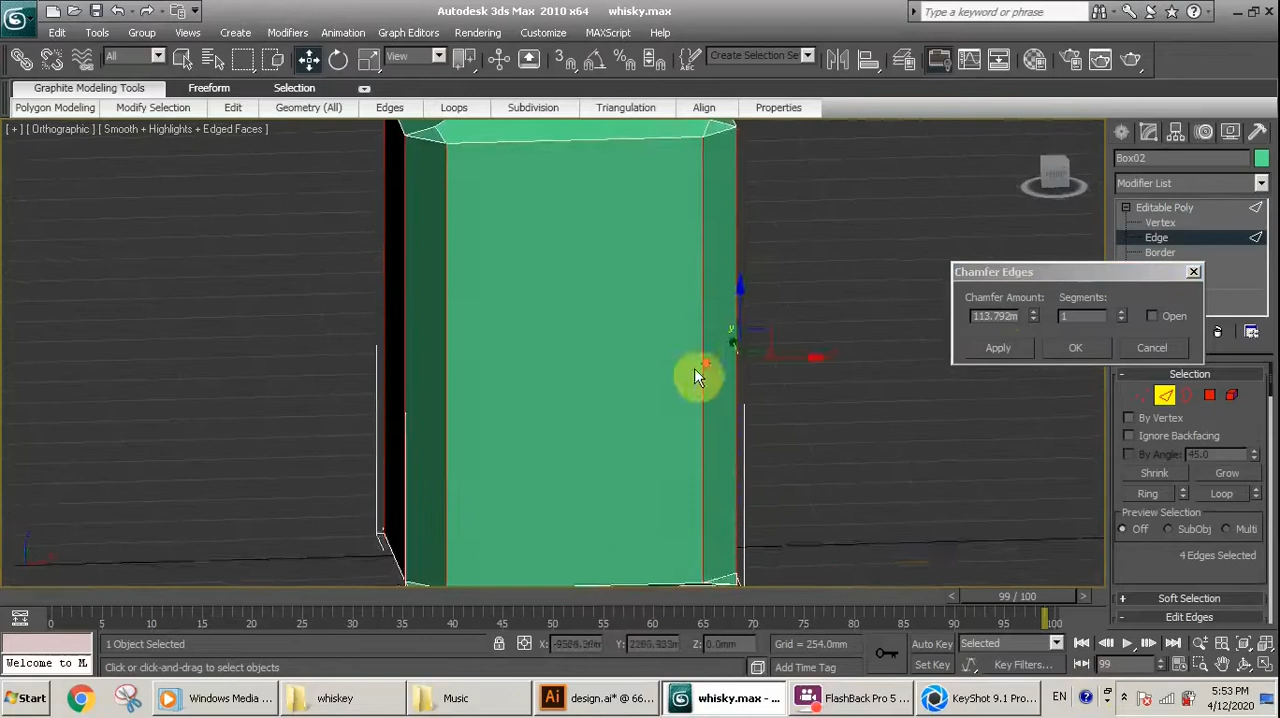 Autodesk 3ds Max 2010 x64 whisky.max
Type a keyword or phrase
Edit Tools Group Views Create Modifiers Animation Graph Editors Rendering Customize MAXScript Help
All View Create Selection Se
Graphite Modeling Tools Freeform Selection
Polygon Modeling Modify Selection Edit Geometry (All) Edges Loops Subdivision Triangulation Align Properties
[ + ] [ Orthographic ] [ Smooth + Highlights + Edged Faces ]
Box02
Modifier List
Editable Poly
Vertex
Edge
Border
Chamfer Edges
Chamfer Amount: Segments:
113.792m 1 Open
Apply OK Cancel
Selection
By Vertex
Ignore Backfacing
By Angle: 45.0
Shrink Grow
Ring Loop
Preview Selection
Off SubObj Multi
4 Edges Selected
Soft Selection
Edit Edges
99 / 100
0 5 10 15 20 25 30 35 40 45 50 55 60 65 70 75 80 85 90 95 100
1 Object Selected X: Y: Z: 0.0mm Grid = 254.0mm Auto Key Selected
Welcome to M Click or click-and-drag to select objects Add Time Tag Set Key Key Filters... 99
Start Windows Media ... whiskey Music design.ai* @ 66... whisky.max - ... FlashBack Pro 5 ... KeyShot 9.1 Pro... EN 5:53 PM
4/12/2020